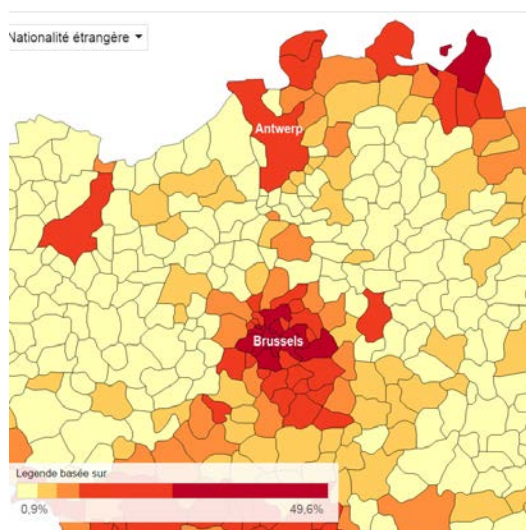 Nationalité étrangère
Antwerp
Brussels
Legende basée sur
0,9%
49,6%